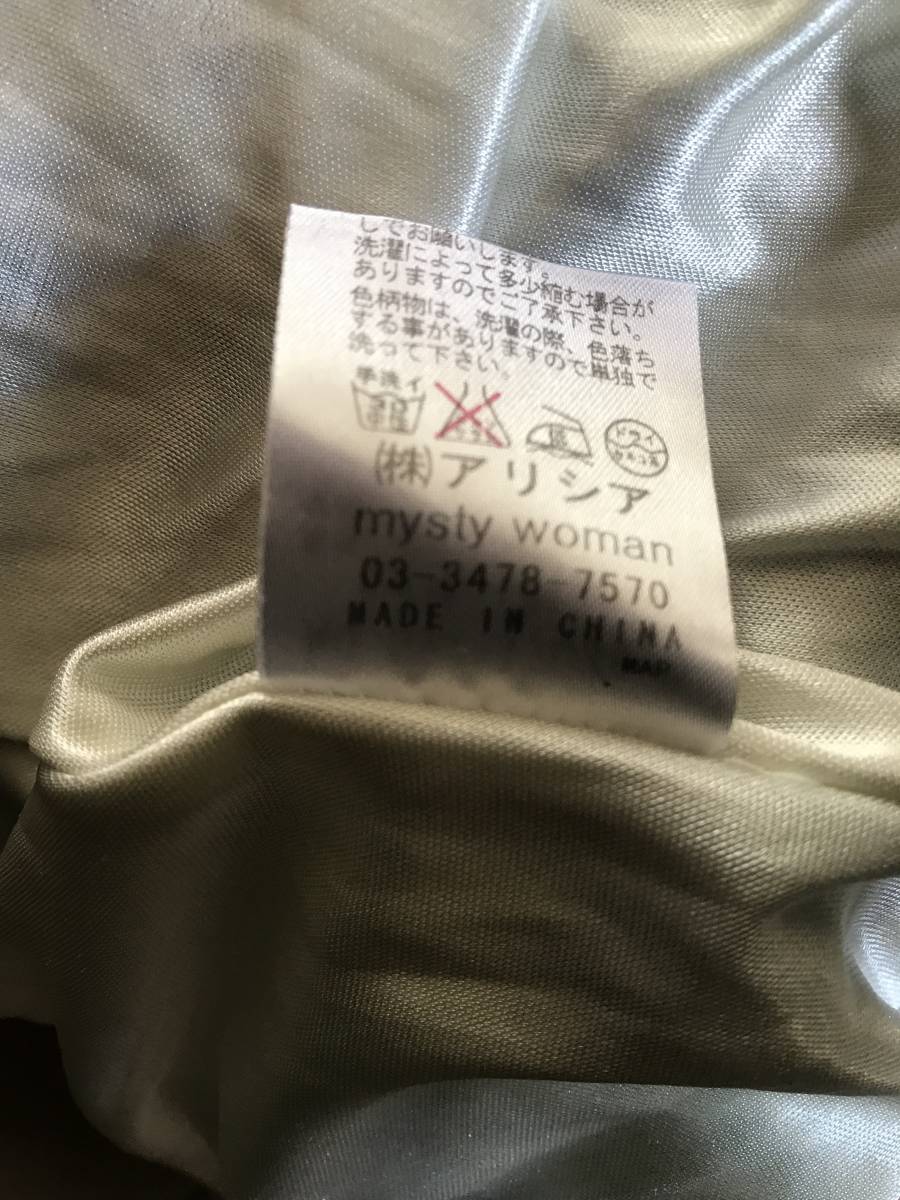 しでお願いします。
洗濯によって多少縮む場合が
ありますのでご了承下さい。
色柄物は、洗濯の際、色落ち
する事がありますので単独で
洗って下さい。
手洗イ
ドライ
(株)アリシア
mysty woman
03-3478-7570
MADE IN CHINA